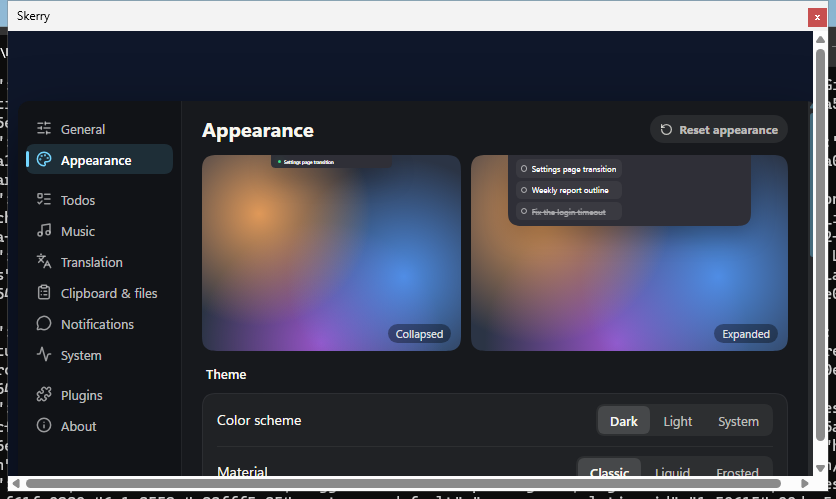 Skerry
General
Appearance
Todos
Music
Translation
Clipboard & files
Notifications
System
Plugins
About
Appearance
Reset appearance
Settings page transition
Collapsed
Settings page transition
Weekly report outline
Fix the login timeout
Expanded
Theme
Color scheme
Dark
Light
System
Material
Classic
Liquid
Frosted